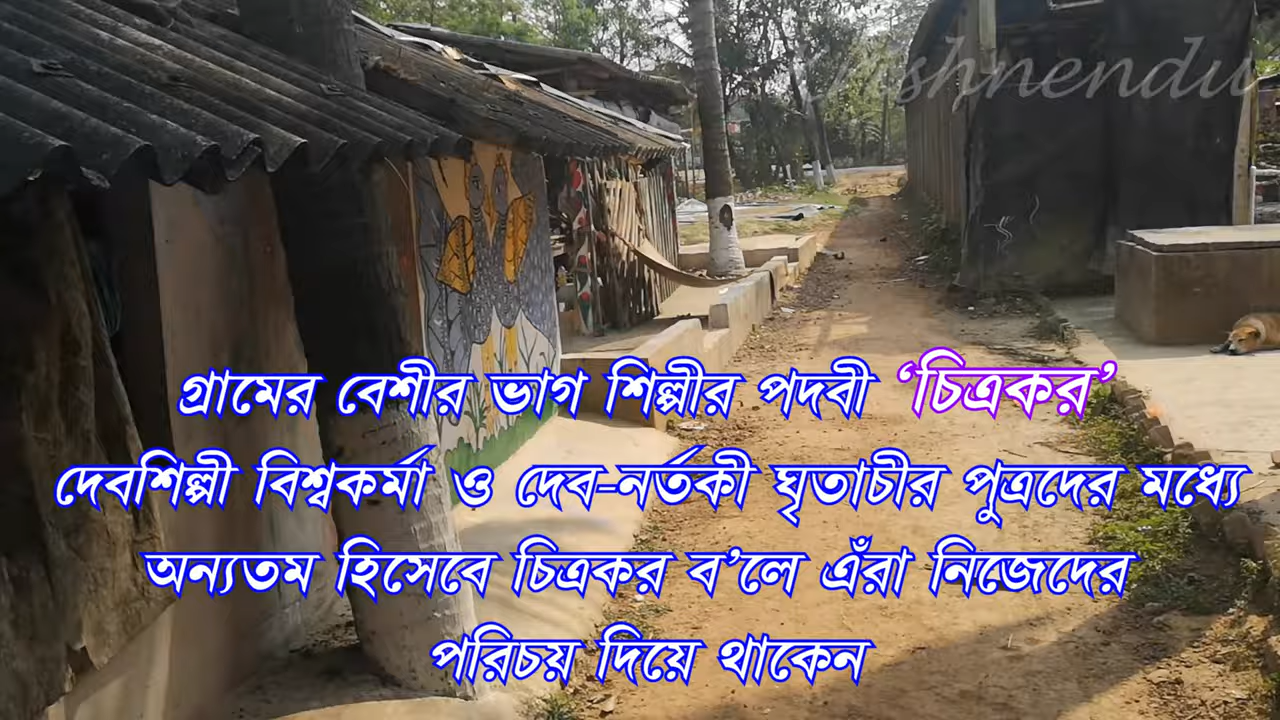 গ্রামের বেশীর ভাগ শিল্পীর পদবী ‘চিত্রকর’
দেবশিল্পী বিশ্বকর্মা ও দেব-নর্তকী ঘৃতাচীর পুত্রদের মধ্যে
অন্যতম হিসেবে চিত্রকর ব’লে এঁরা নিজেদের
পরিচয় দিয়ে থাকেন